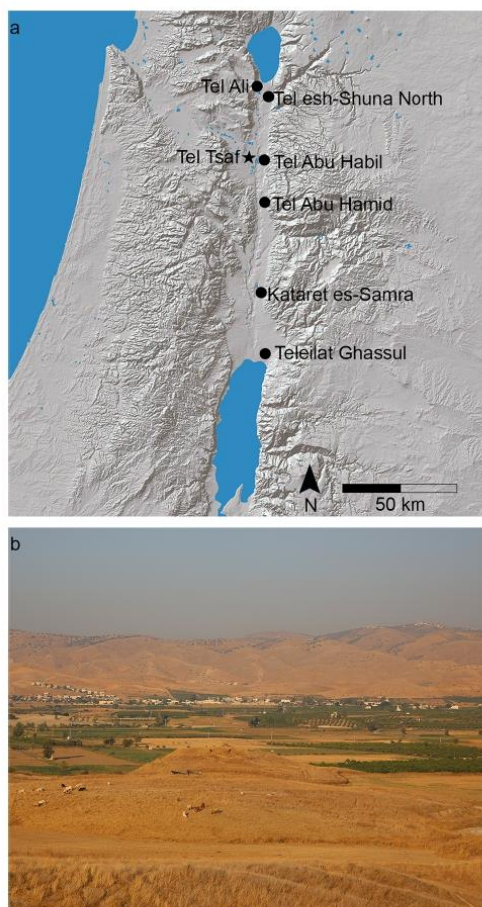 a
Tel Ali
Tel esh-Shuna North
Tel Tsaf
Tel Abu Habil
Tel Abu Hamid
Kataret es-Samra
Teleilat Ghassul
N
50 km
b